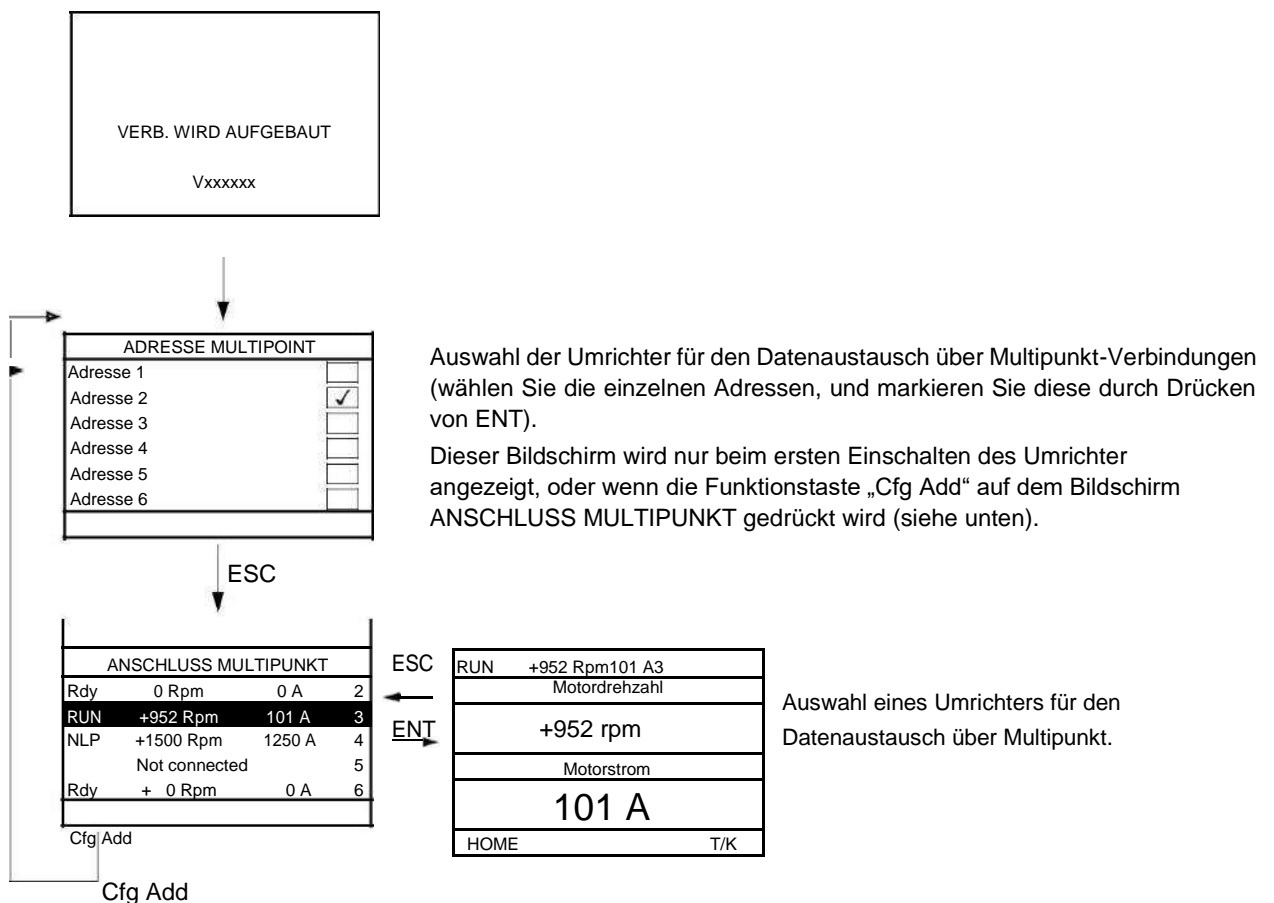 VERB. WIRD AUFGEBAUT
Vxxxxxx
ADRESSE MULTIPOINT
Adresse 1
Adresse 2 ✓
Adresse 3
Adresse 4
Adresse 5
Adresse 6
Auswahl der Umrichter für den Datenaustausch über Multipunkt-Verbindungen
(wählen Sie die einzelnen Adressen, und markieren Sie diese durch Drücken
von ENT).
Dieser Bildschirm wird nur beim ersten Einschalten des Umrichter
angezeigt, oder wenn die Funktionstaste „Cfg Add“ auf dem Bildschirm
ANSCHLUSS MULTIPUNKT gedrückt wird (siehe unten).
ESC
ANSCHLUSS MULTIPUNKT
Rdy 0 Rpm 0 A 2
RUN +952 Rpm 101 A 3
NLP +1500 Rpm 1250 A 4
Not connected 5
Rdy + 0 Rpm 0 A 6
Cfg Add
Cfg Add
ESC
ENT
RUN +952 Rpm101 A3
Motordrehzahl
+952 rpm
Motorstrom
101 A
HOME T/K
Auswahl eines Umrichters für den
Datenaustausch über Multipunkt.